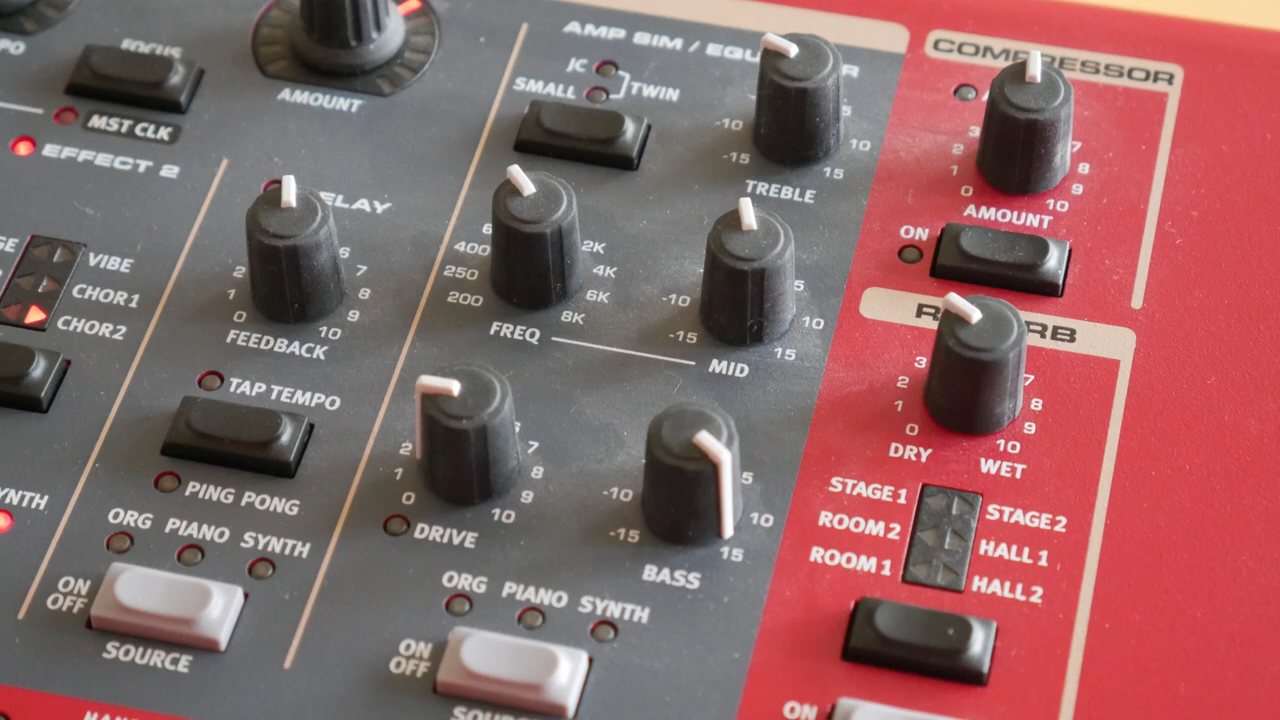 FOCUS
MST CLK
EFFECT 2
AMOUNT
VIBE
CHOR1
CHOR2
ELAY
6
2 7
1 8
0 9
10
FEEDBACK
TAP TEMPO
PING PONG
ORG PIANO SYNTH
ON
OFF
SOURCE
AMP SIM / EQU R
JC
SMALL TWIN
5
-10 10
-15 15
TREBLE
6
400 2K
250 4K
200 6K
8K
FREQ
5
-10 10
-15 15
MID
2 7
1 8
0 9
10
DRIVE
5
-10 10
-15 15
BASS
ORG PIANO SYNTH
ON
OFF
COMPRESSOR
3
2 7
1 8
0 9
10
AMOUNT
ON
R RB
3
2 7
1 8
0 9
10
DRY WET
STAGE 1 STAGE 2
ROOM 2 HALL 1
ROOM 1 HALL 2
ON